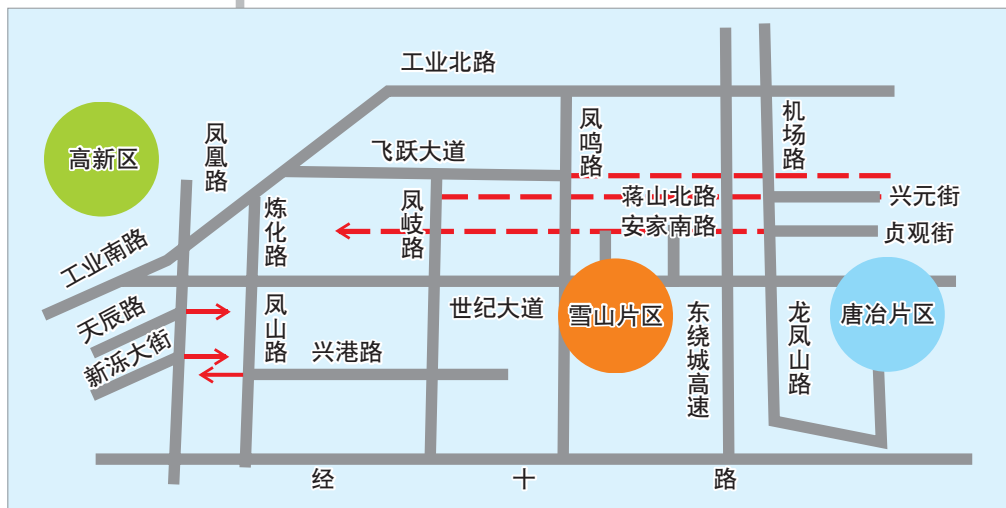 工业北路
凤凰路
高新区
飞跃大道
凤鸣路
机场路
炼化路
凤岐路
蒋山北路
兴元街
安家南路
贞观街
工业南路
天辰路
新泺大街
凤山路
世纪大道
雪山片区
东绕城高速
龙凤山路
唐冶片区
兴港路
经十路